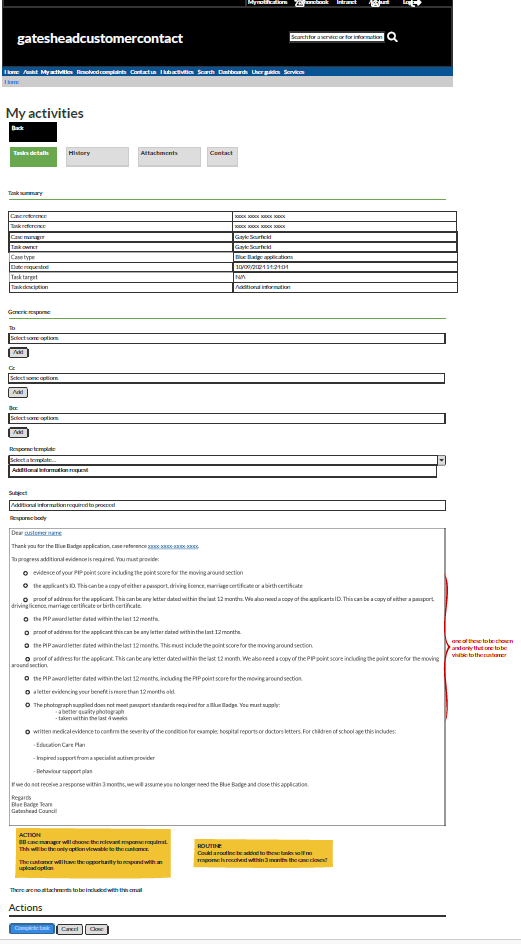 My notifications Phonebook Intranet Account Logout
gatesheadcustomercontact
Search for a service or for information
Home Assist My activities Resolved complaints Contact us Hub activities Search Dashboards User guides Services
Home
My activities
Back
Tasks details History Attachments Contact
Task summary
Case reference xxxx xxxx xxxx xxxx
Task reference xxxx xxxx xxxx xxxx
Case manager Gayle Scurfield
Task owner Gayle Scurfield
Case type Blue Badge applications
Date requested 10/09/2024 11:21:04
Task target N/A
Task desciption Additional information
Generic response
To
Select some options
Add
Cc
Select some options
Add
Bcc
Select some options
Add
Response template
Select a template...
Additional Information request
Subject
Additional information required to proceed
Response body
Dear customer name
Thank you for the Blue Badge application, case reference xxxx-xxxx-xxxx-xxxx.
To progress additional evidence is required. You must provide:
evidence of your PIP point score including the point score for the moving around section
the applicant's ID. This can be a copy of either a passport, driving licence, marriage certificate or a birth certificate
proof of address for the applicant. This can be any letter dated within the last 12 months. We also need a copy of the applicants ID. This can be a copy of either a passport,
driving licence, marriage certificate or birth certificate.
the PIP award letter dated within the last 12 months.
proof of address for the applicant this can be any letter dated within the last 12 months.
the PIP award letter dated within the last 12 months. This must include the point score for the moving around section.
proof of address for the applicant. This can be any letter dated within the last 12 month. We also need a copy of the PIP point score including the point score for the moving
around section.
the PIP award letter dated within the last 12 months, including the PIP point score for the moving around section.
a letter evidencing your benefit is more than 12 months old.
The photograph supplied does not meet passport standards required for a Blue Badge. You must supply:
- a better quality photograph
- taken within the last 4 weeks
written medical evidence to confirm the severity of the condition for example; hospital reports or doctors letters. For children of school age this includes:
- Education Care Plan
- Inspired support from a specialist autism provider
- Behaviour support plan
one of these to be chosen
and only that one to be
visible to the customer
If we do not receive a response within 3 months, we will assume you no longer need the Blue Badge and close this application.
Regards
Blue Badge Team
Gateshead Council
ACTION
BB case manager will choose the relevant response required.
This will be the only option viewable to the customer.
The customer will have the opportunity to respond with an
upload option
ROUTINE
Could a routine be added to these tasks so if no
response is received within 3 months the case closes?
There are no attachments to be included with this email
Actions
Complete task Cancel Close